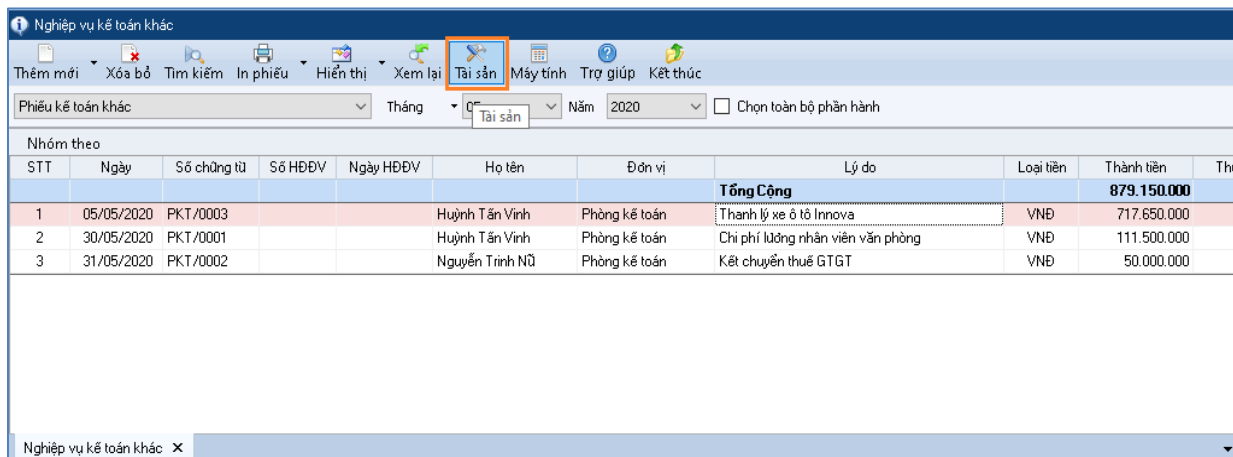 Nghiệp vụ kế toán khác
Thêm mới Xóa bỏ Tìm kiếm In phiếu Hiển thị Xem lại Tài sản Máy tính Trợ giúp Kết thúc
Phiếu kế toán khác Tháng Năm 2020 Chọn toàn bộ phần hành
Tài sản
Nhóm theo
STT Ngày Số chứng từ Số HĐĐV Ngày HĐĐV Họ tên Đơn vị Lý do Loại tiền Thành tiền
Tổng Cộng 879.150.000
1 05/05/2020 PKT/0003 Huỳnh Tấn Vinh Phòng kế toán Thanh lý xe ô tô Innova VNĐ 717.650.000
2 30/05/2020 PKT/0001 Huỳnh Tấn Vinh Phòng kế toán Chi phí lương nhân viên văn phòng VNĐ 111.500.000
3 31/05/2020 PKT/0002 Nguyễn Trinh Nữ Phòng kế toán Kết chuyển thuế GTGT VNĐ 50.000.000
Nghiệp vụ kế toán khác X